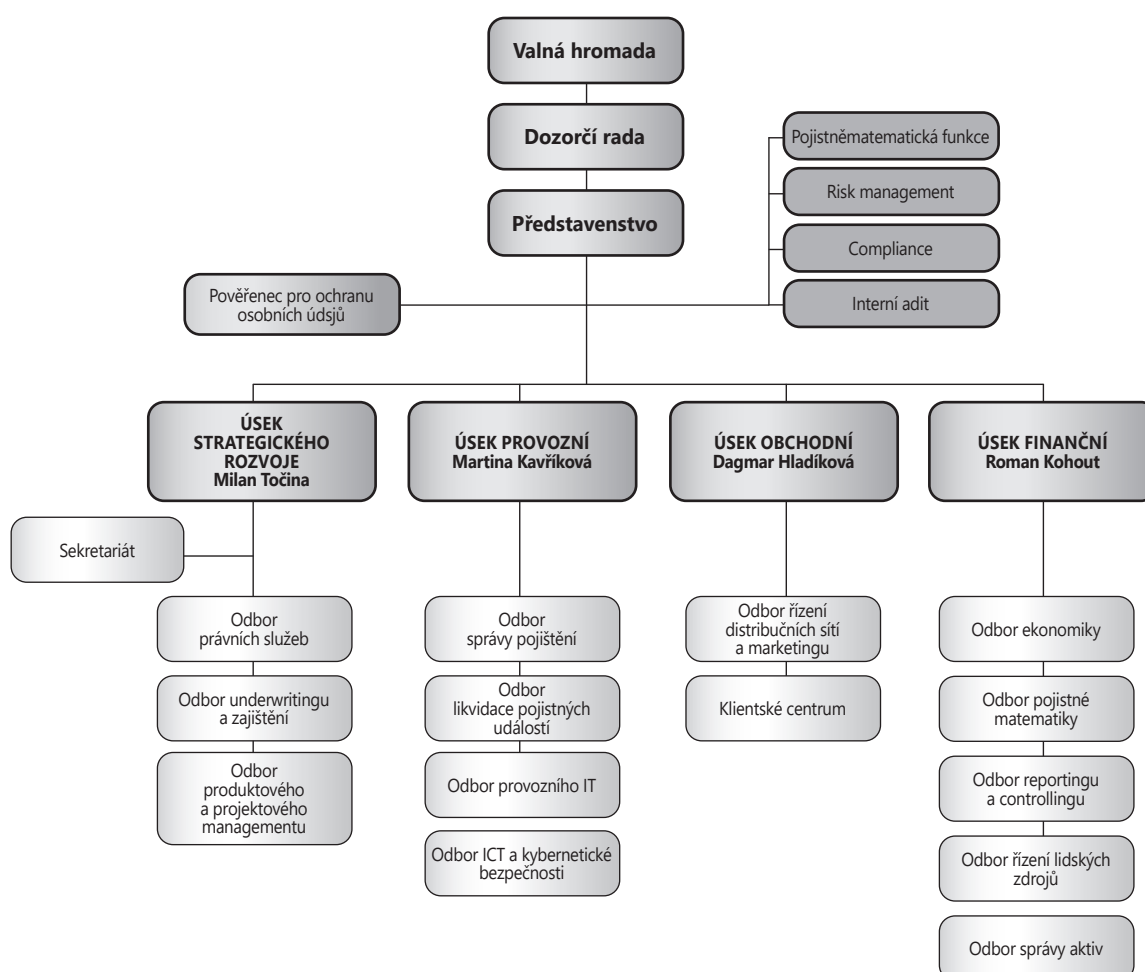 Valná hromada
Dozorčí rada
Představenstvo
Pojistněmatematická funkce
Risk management
Compliance
Interní adit
Pověřenec pro ochranu
osobních údsjů
ÚSEK
STRATEGICKÉHO
ROZVOJE
Milan Točina
ÚSEK PROVOZNÍ
Martina Kavříková
ÚSEK OBCHODNÍ
Dagmar Hladíková
ÚSEK FINANČNÍ
Roman Kohout
Sekretariát
Odbor
právních služeb
Odbor underwritingu
a zajištění
Odbor
produktového
a projektového
managementu
Odbor
správy pojištění
Odbor
likvidace pojistných
událostí
Odbor provozního IT
Odbor ICT a kybernetické
bezpečnosti
Odbor řízení
distribučních sítí
a marketingu
Klientské centrum
Odbor ekonomiky
Odbor pojistné
matematiky
Odbor reportingu
a controllingu
Odbor řízení lidských
zdrojů
Odbor správy aktiv